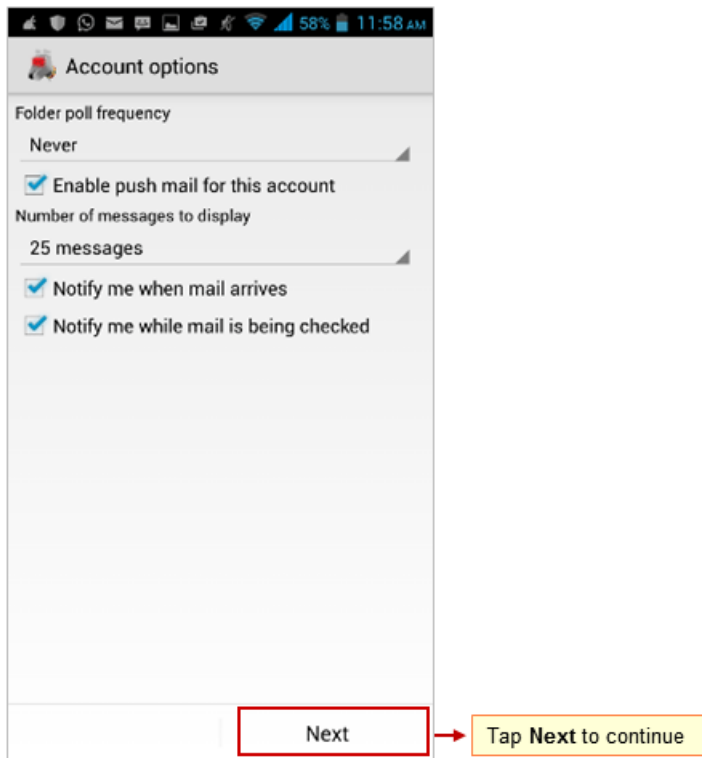 58% 11:58 AM
Account options
Folder poll frequency
Never
Enable push mail for this account
Number of messages to display
25 messages
Notify me when mail arrives
Notify me while mail is being checked
Next
Tap Next to continue